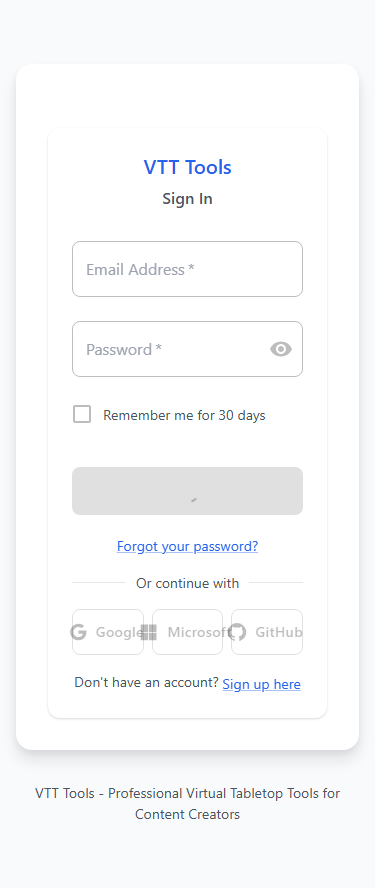 VTT Tools
Sign In
Email Address *
Password *
Remember me for 30 days
Forgot your password?
Or continue with
Google Microsoft GitHub
Don't have an account? Sign up here
VTT Tools - Professional Virtual Tabletop Tools for
Content Creators